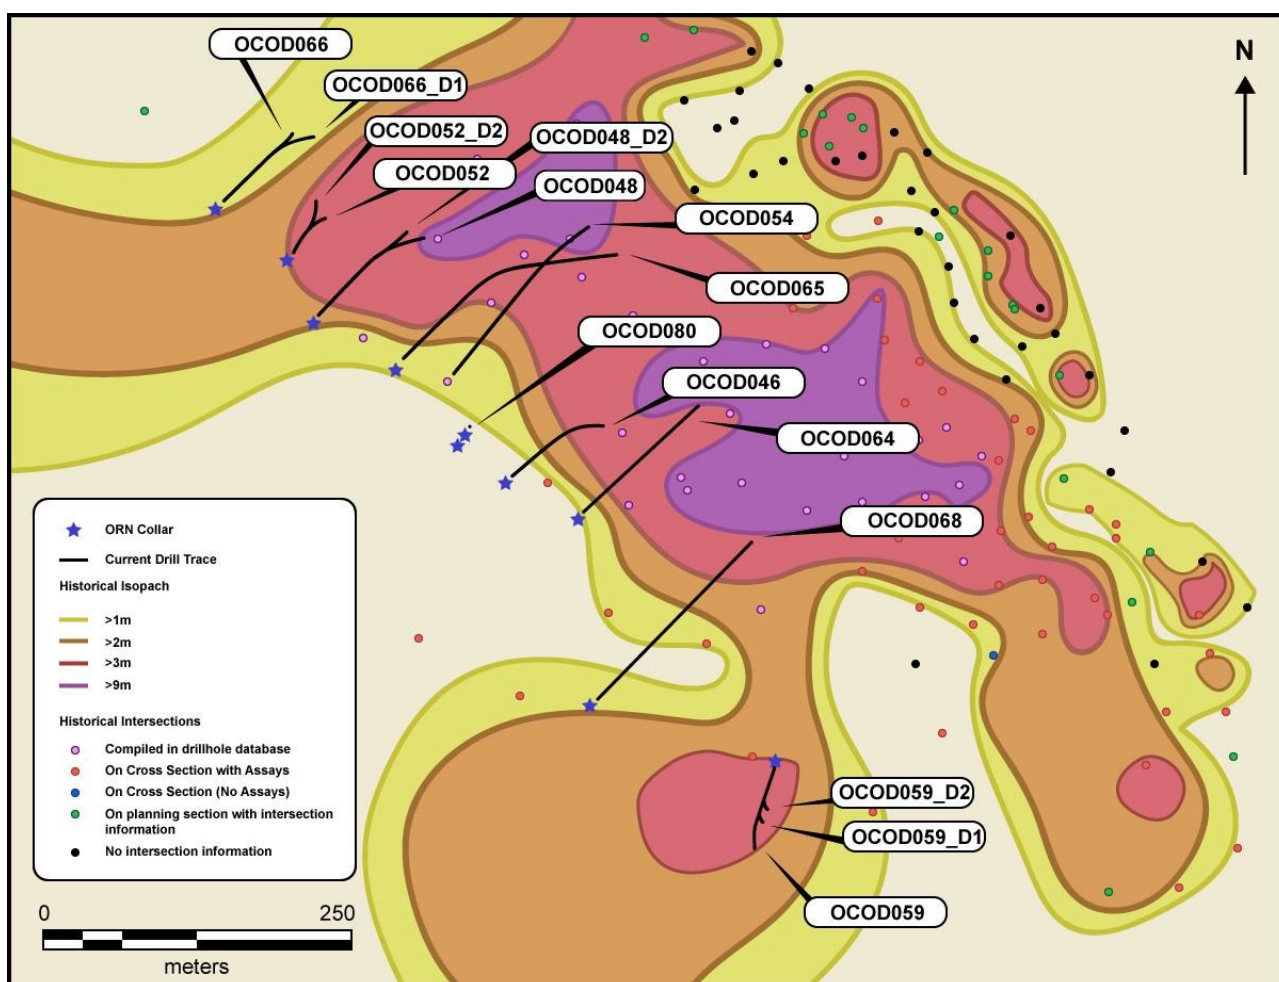 OCOD066
N
OCOD066_D1
OCOD052_D2
OCOD048_D2
OCOD052
OCOD048
OCOD054
OCOD065
OCOD080
OCOD046
OCOD064
OCOD068
ORN Collar
Current Drill Trace
Historical Isopach
>1m
>2m
>3m
>9m
Historical Intersections
Compiled in drillhole database
On Cross Section with Assays
On Cross Section (No Assays)
On planning section with intersection
information
No intersection information
OCOD059_D2
OCOD059_D1
OCOD059
0 250
meters